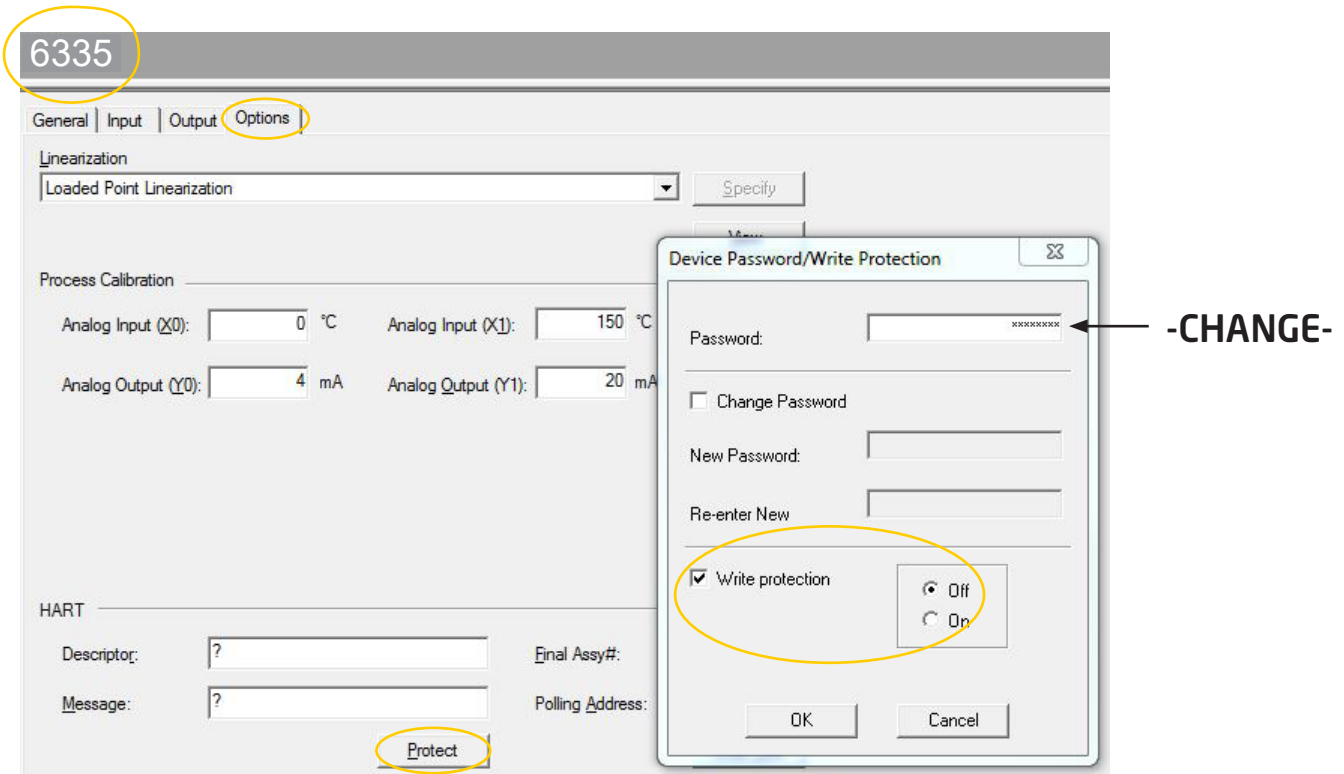 6335
General Input Output Options
Linearization
Loaded Point Linearization Specify
View
Process Calibration
Analog Input (X0): 0 °C Analog Input (X1): 150 °C
Analog Output (Y0): 4 mA Analog Output (Y1): 20 mA
HART
Descriptor: ? Final Assy#:
Message: ? Polling Address:
Protect
Device Password/Write Protection
Password: ******** -CHANGE-
Change Password
New Password:
Re-enter New
Write protection Off
On
OK Cancel